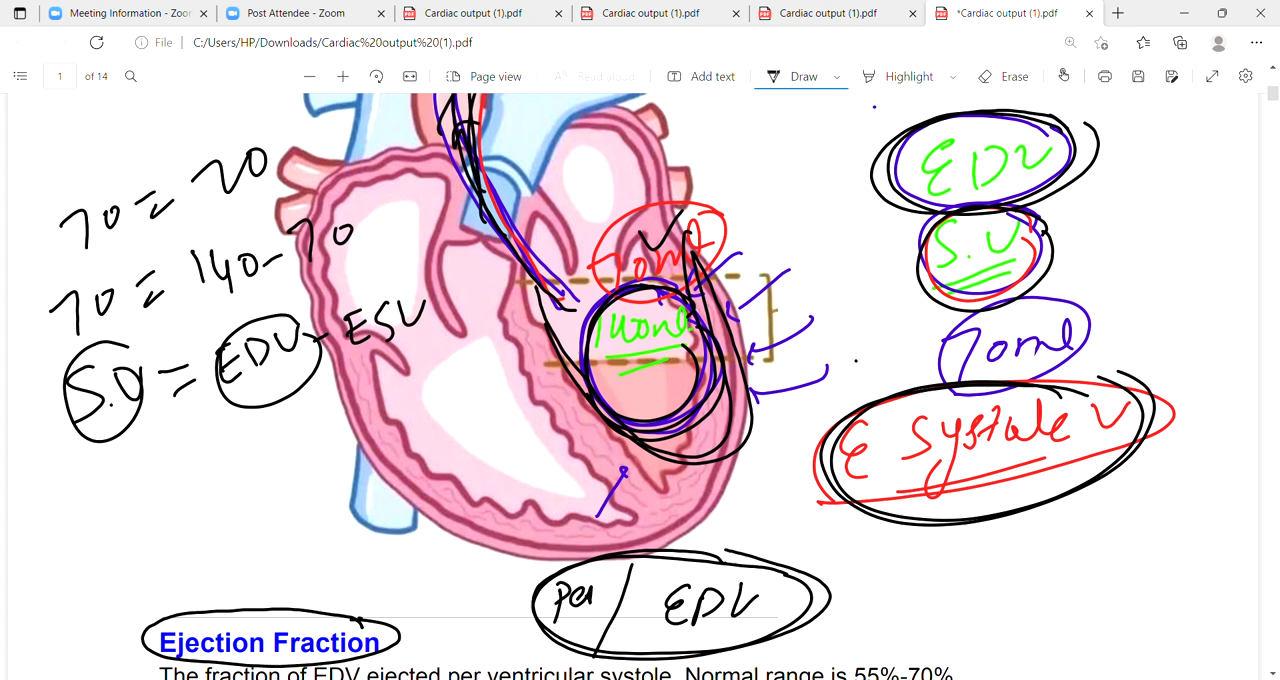 Meeting Information - Zoor
Post Attendee - Zoom
Cardiac output (1).pdf
Cardiac output (1).pdf
Cardiac output (1).pdf
*Cardiac output (1).pdf
File
C:/Users/HP/Downloads/Cardiac%20output%20(1).pdf
1 of 14
Page view
Read aloud
Add text
Draw
Highlight
Erase
70 = 70
70 = 140-70
S.V = EDV - ESV
70ml
140ml
EDV
S.V
70ml
E Systole V
per / EDV
Ejection Fraction
The fraction of EDV ejected per ventricular systole. Normal range is 55%-70%